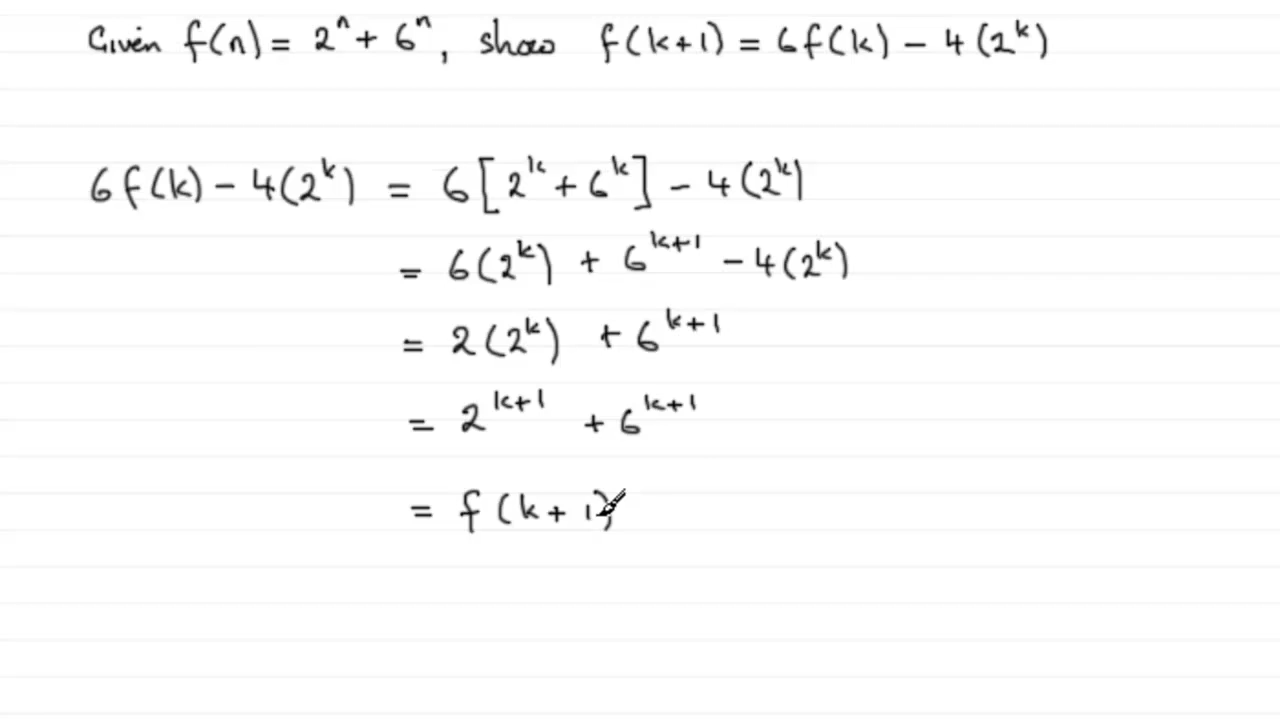 Given f(n) = 2ⁿ + 6ⁿ, show f(k+1) = 6f(k) − 4(2ᵏ)
6f(k) − 4(2ᵏ) = 6[2ᵏ + 6ᵏ] − 4(2ᵏ)
= 6(2ᵏ) + 6ᵏ⁺¹ − 4(2ᵏ)
= 2(2ᵏ) + 6ᵏ⁺¹
= 2ᵏ⁺¹ + 6ᵏ⁺¹
= f(k+1)